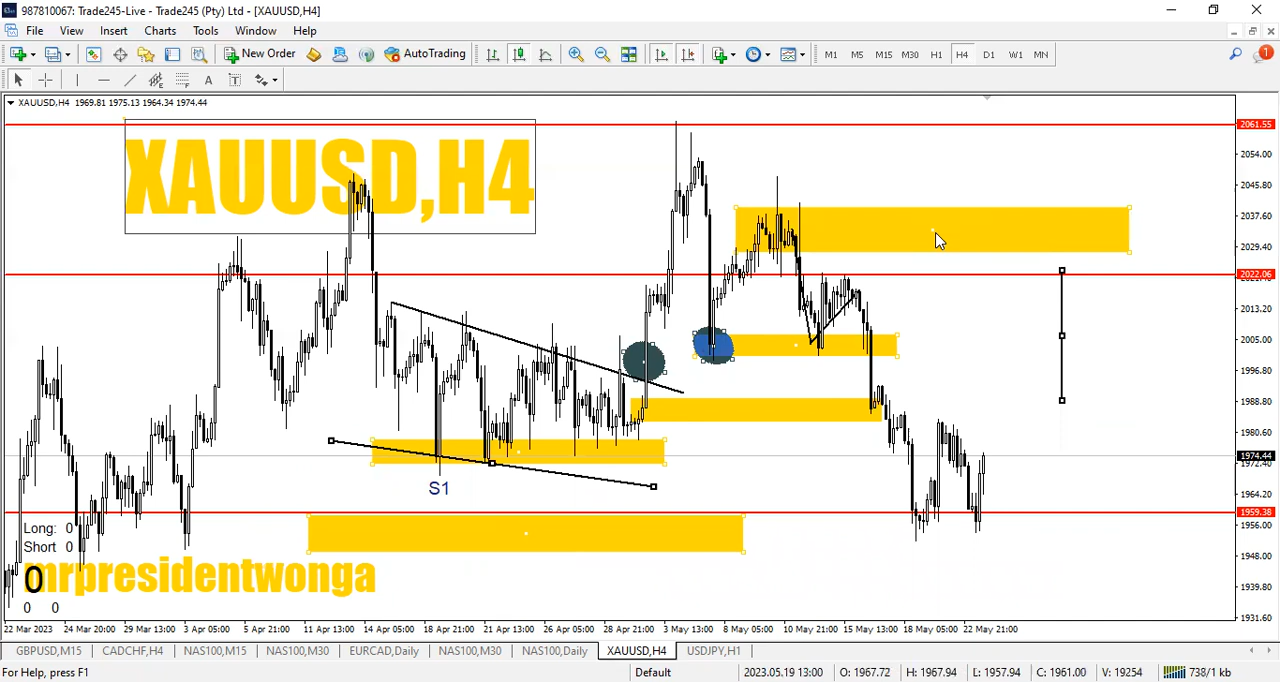 987810067: Trade245-Live - Trade245 (Pty) Ltd - [XAUUSD,H4]
File View Insert Charts Tools Window Help
New Order AutoTrading M1 M5 M15 M30 H1 H4 D1 W1 MN 1
A T
XAUUSD,H4 1969.81 1975.13 1964.34 1974.44
XAUUSD,H4
2061.55
2054.00
2045.80
2037.60
2029.40
2022.06
2013.20
2005.00
1996.80
1988.80
1980.60
1974.44
1972.40
1964.20
1959.38
1956.00
1948.00
1939.80
1931.60
S1
Long: 0
Short 0
0
mrpresidentwonga
0 0
22 Mar 2023 24 Mar 20:00 29 Mar 13:00 3 Apr 05:00 5 Apr 21:00 11 Apr 13:00 14 Apr 05:00 18 Apr 21:00 21 Apr 13:00 26 Apr 05:00 28 Apr 21:00 3 May 13:00 8 May 05:00 10 May 21:00 15 May 13:00 18 May 05:00 22 May 21:00
GBPUSD,M15 CADCHF,H4 NAS100,M15 NAS100,M30 EURCAD,Daily NAS100,M30 NAS100,Daily XAUUSD,H4 USDJPY,H1
For Help, press F1 Default 2023.05.19 13:00 O: 1967.72 H: 1967.94 L: 1957.94 C: 1961.00 V: 19254 738/1 kb